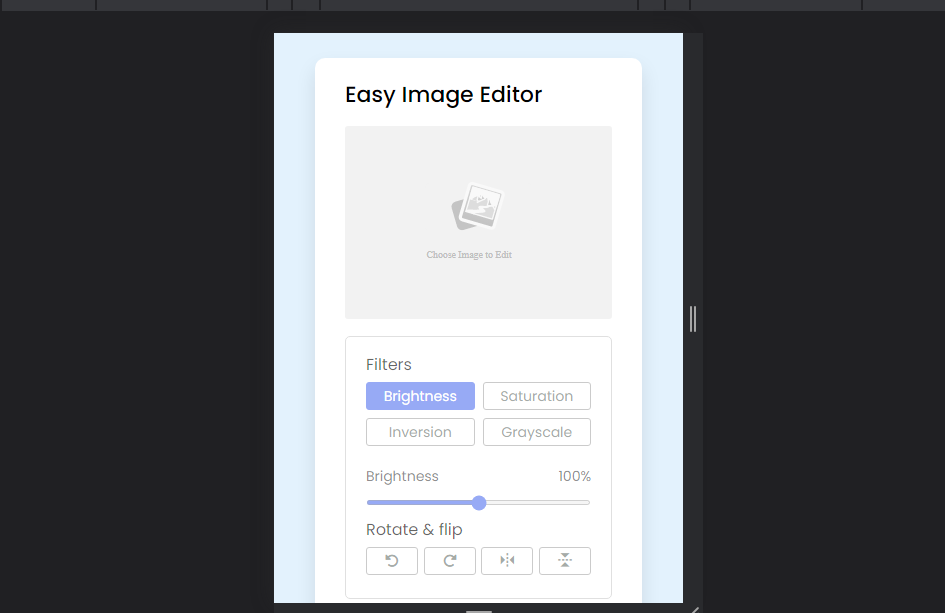 Easy Image Editor
Choose Image to Edit
Filters
Brightness Saturation
Inversion Grayscale
Brightness 100%
Rotate & flip